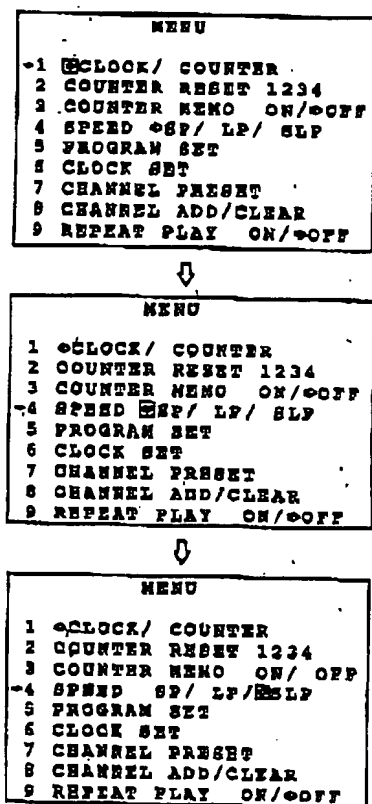 MENU
→1 ⇨CLOCK/ COUNTER
2 COUNTER RESET 1234
3 COUNTER MEMO ON/⇨OFF
4 SPEED ⇨SP/ LP/ SLP
5 PROGRAM SET
6 CLOCK SET
7 CHANNEL PRESET
8 CHANNEL ADD/CLEAR
9 REPEAT PLAY ON/⇨OFF
MENU
1 ⇨CLOCK/ COUNTER
2 COUNTER RESET 1234
3 COUNTER MEMO ON/⇨OFF
→4 SPEED ⇨SP/ LP/ SLP
5 PROGRAM SET
6 CLOCK SET
7 CHANNEL PRESET
8 CHANNEL ADD/CLEAR
9 REPEAT PLAY ON/⇨OFF
MENU
1 ⇨CLOCK/ COUNTER
2 COUNTER RESET 1234
3 COUNTER MEMO ON/ OFF
→4 SPEED SP/ LP/⇨SLP
5 PROGRAM SET
6 CLOCK SET
7 CHANNEL PRESET
8 CHANNEL ADD/CLEAR
9 REPEAT PLAY ON/⇨OFF